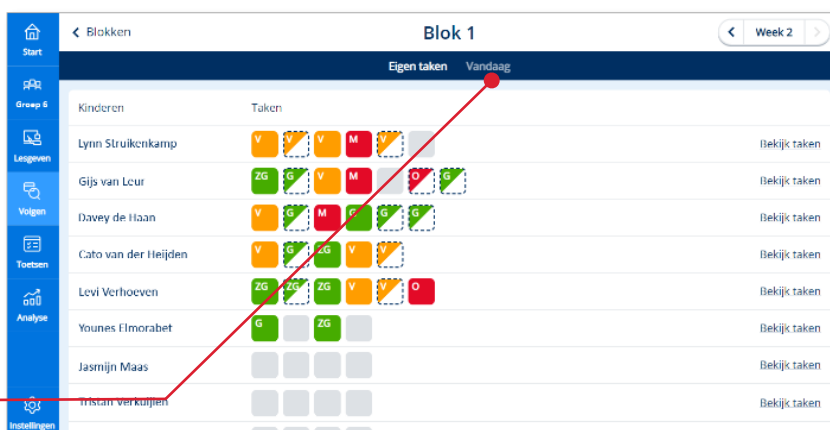 Start
Groep 6
Lesgeven
Volgen
Toetsen
Analyse
Instellingen
Blokken
Blok 1
Week 2
Eigen taken Vandaag
Kinderen Taken
Lynn Struikenkamp V V V M V Bekijk taken
Gijs van Leur ZG G V M O G Bekijk taken
Davey de Haan V G M G G G Bekijk taken
Cato van der Heijden V G ZG V V Bekijk taken
Levi Verhoeven ZG ZG ZG V V O Bekijk taken
Younes Elmorabet G ZG Bekijk taken
Jasmijn Maas Bekijk taken
Tristan Verkuijlen Bekijk taken